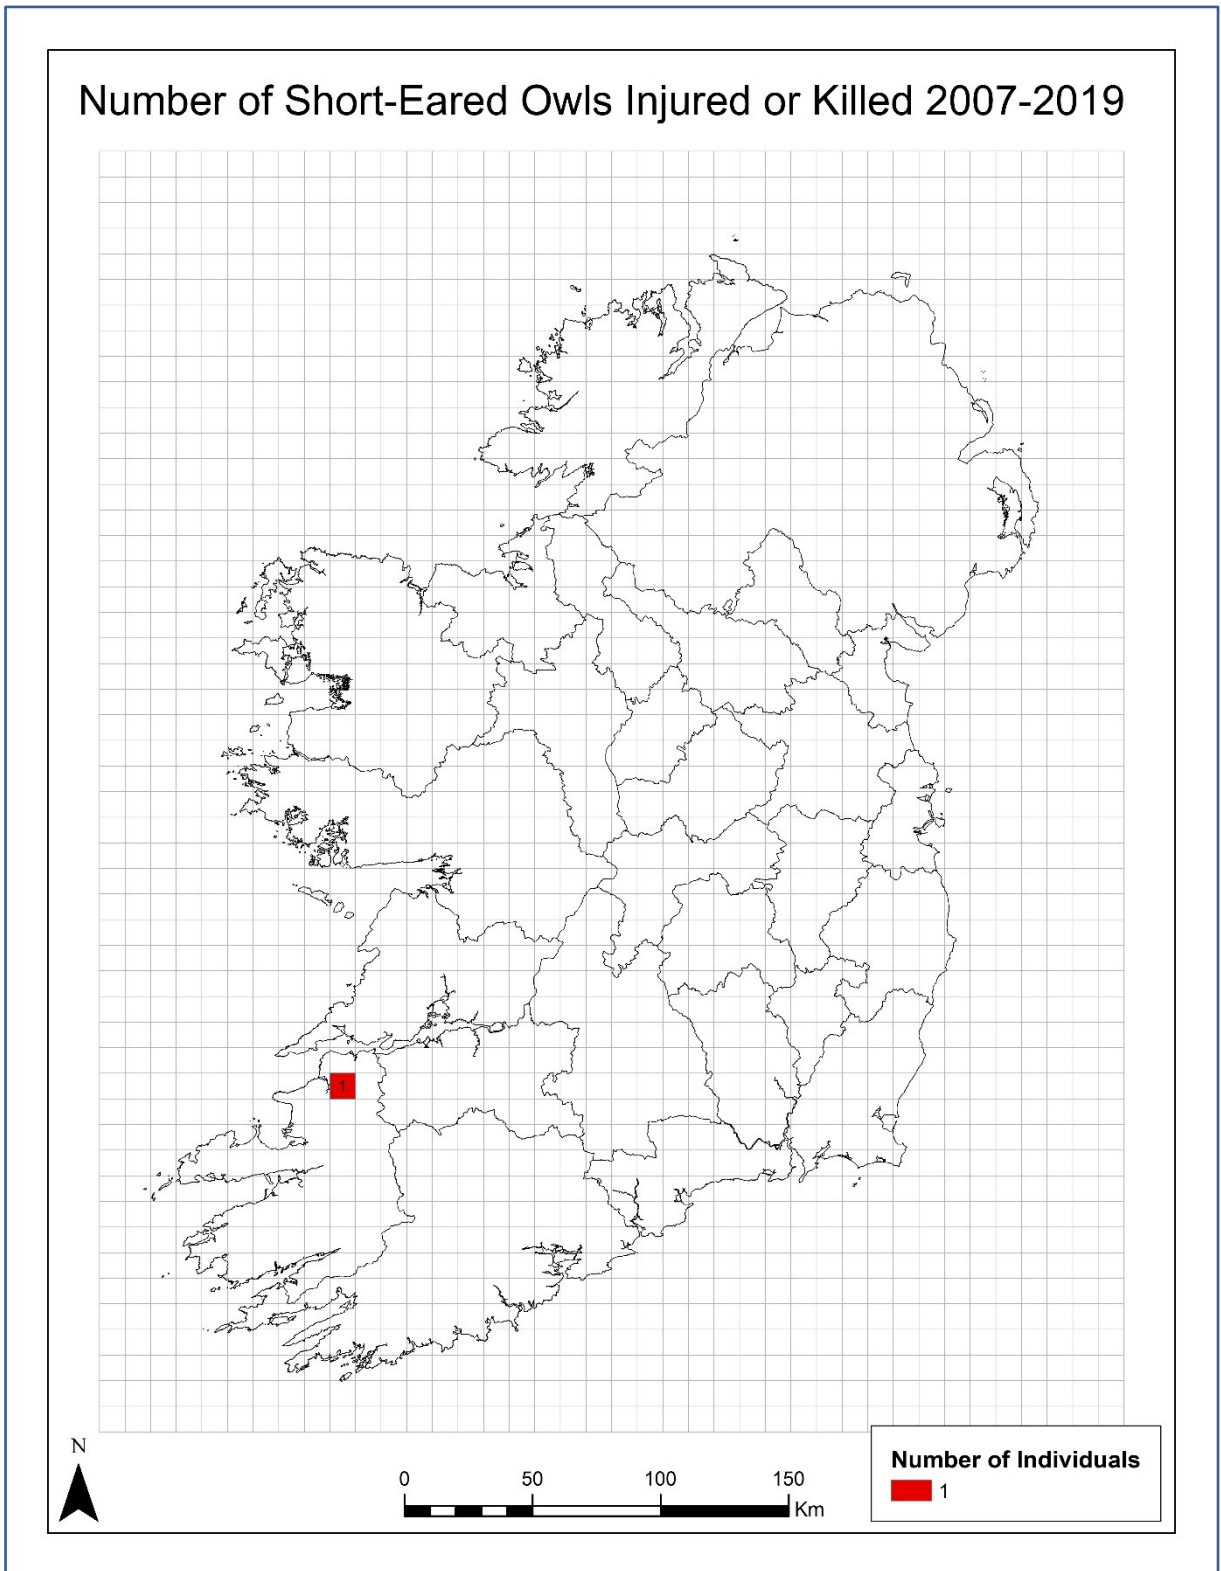 Number of Short-Eared Owls Injured or Killed 2007-2019
1
N
0 50 100 150
Km
Number of Individuals
1